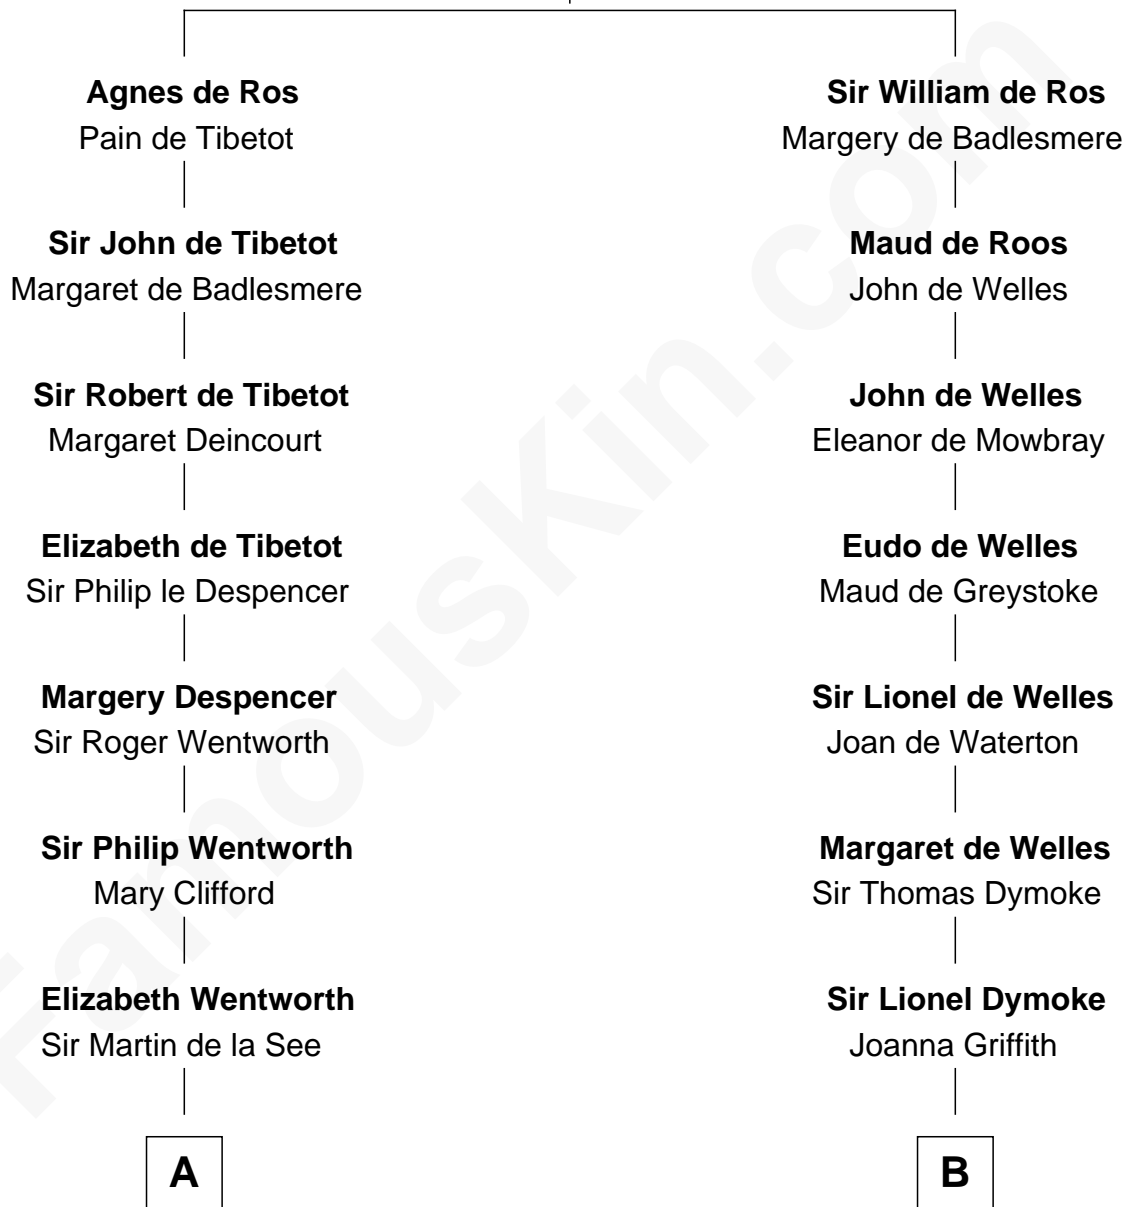 Agnes de Ros
Pain de Tibetot
Sir John de Tibetot
Margaret de Badlesmere
Sir Robert de Tibetot
Margaret Deincourt
Elizabeth de Tibetot
Sir Philip le Despencer
Margery Despencer
Sir Roger Wentworth
Sir Philip Wentworth
Mary Clifford
Elizabeth Wentworth
Sir Martin de la See
A
Sir William de Ros
Margery de Badlesmere
Maud de Roos
John de Welles
John de Welles
Eleanor de Mowbray
Eudo de Welles
Maud de Greystoke
Sir Lionel de Welles
Joan de Waterton
Margaret de Welles
Sir Thomas Dymoke
Sir Lionel Dymoke
Joanna Griffith
B
FamousKin.com